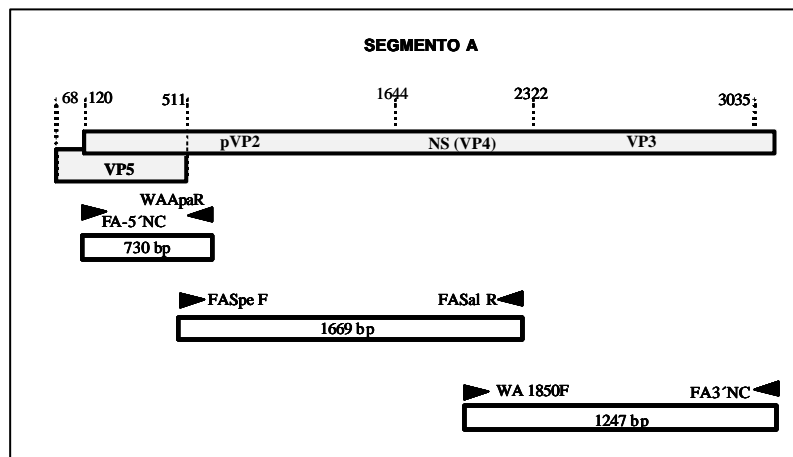 SEGMENTO A
68 120 511 1644 2322 3035
pVP2 NS (VP4) VP3
VP5
WAApaR
FA-5´NC
730 bp
FASpe F FASal R
1669 bp
WA 1850F FA3´NC
1247 bp